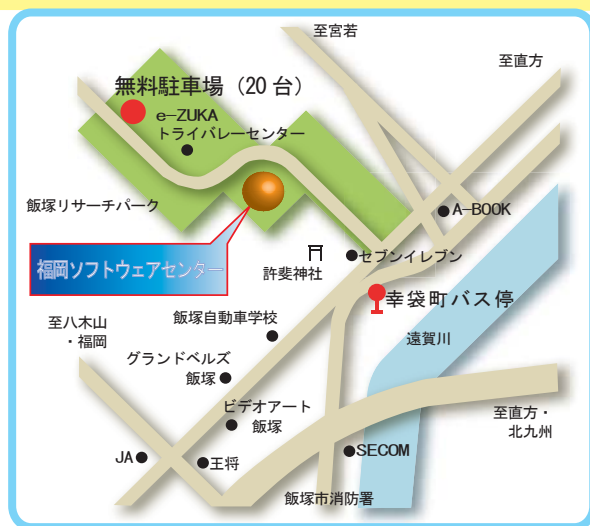 至宮若
至直方
無料駐車場（20 台）
e-ZUKA
トライバレーセンター
飯塚リサーチパーク
A-BOOK
福岡ソフトウェアセンター
セブンイレブン
許斐神社
幸袋町バス停
至八木山
・福岡
飯塚自動車学校
遠賀川
グランドベルズ
飯塚
ビデオアート
飯塚
至直方・
北九州
JA
王将
SECOM
飯塚市消防署